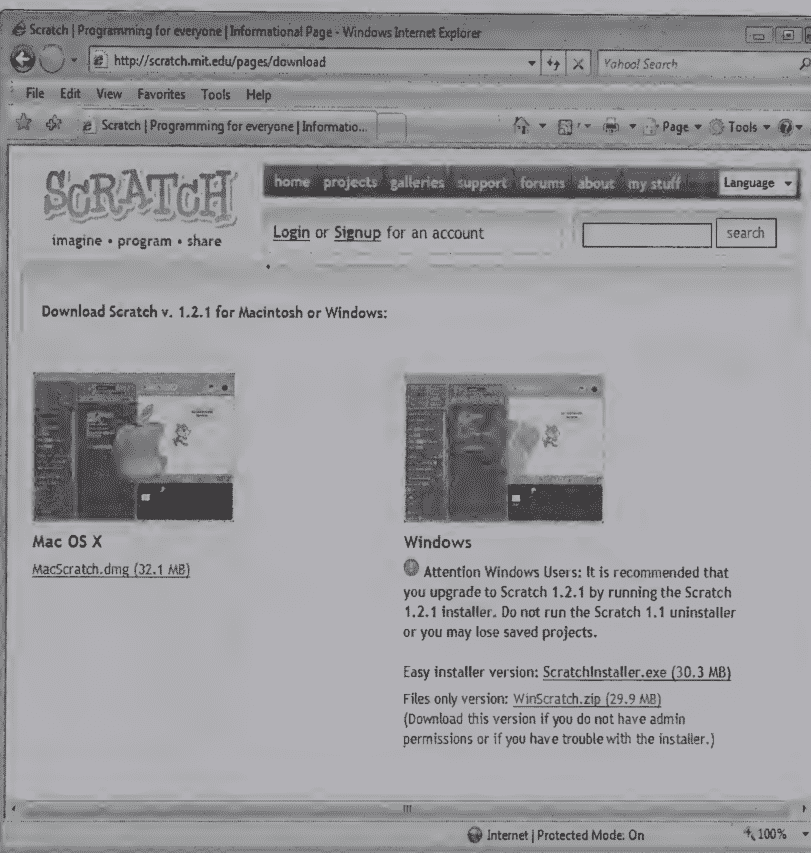 Scratch | Programming for everyone | Informational Page - Windows Internet Explorer
http://scratch.mit.edu/pages/download
Yahoo! Search
File Edit View Favorites Tools Help
Scratch | Programming for everyone | Informatio...
Page Tools
SCRATCH
imagine • program • share
home projects galleries support forums about my stuff Language
Login or Signup for an account
search
Download Scratch v. 1.2.1 for Macintosh or Windows:
Mac OS X
MacScratch.dmg (32.1 MB)
Windows
Attention Windows Users: It is recommended that
you upgrade to Scratch 1.2.1 by running the Scratch
1.2.1 installer. Do not run the Scratch 1.1 uninstaller
or you may lose saved projects.
Easy installer version: ScratchInstaller.exe (30.3 MB)
Files only version: WinScratch.zip (29.9 MB)
(Download this version if you do not have admin
permissions or if you have trouble with the installer.)
Internet | Protected Mode: On
100%